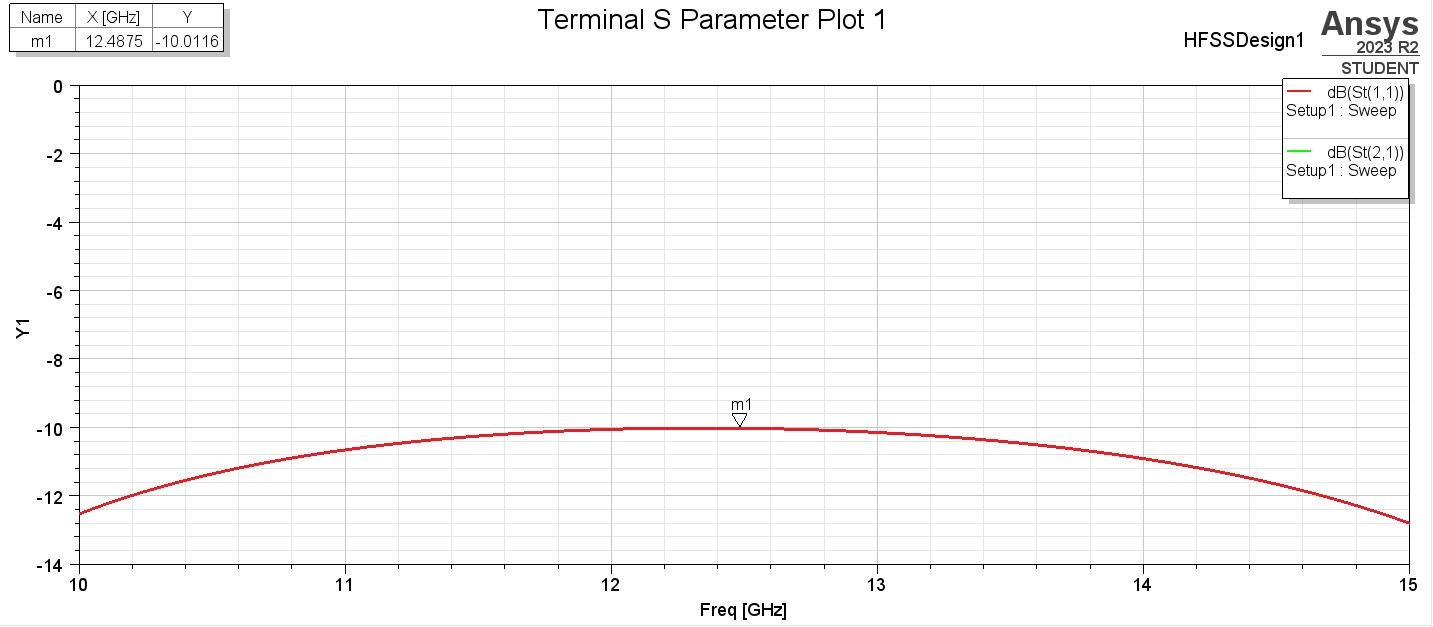 Name X [GHz] Y
m1 12.4875 -10.0116
Terminal S Parameter Plot 1
HFSSDesign1
Ansys
2023 R2
STUDENT
dB(St(1,1))
Setup1 : Sweep
dB(St(2,1))
Setup1 : Sweep
0
-2
-4
-6
-8
-10
-12
-14
Y1
m1
10 11 12 13 14 15
Freq [GHz]